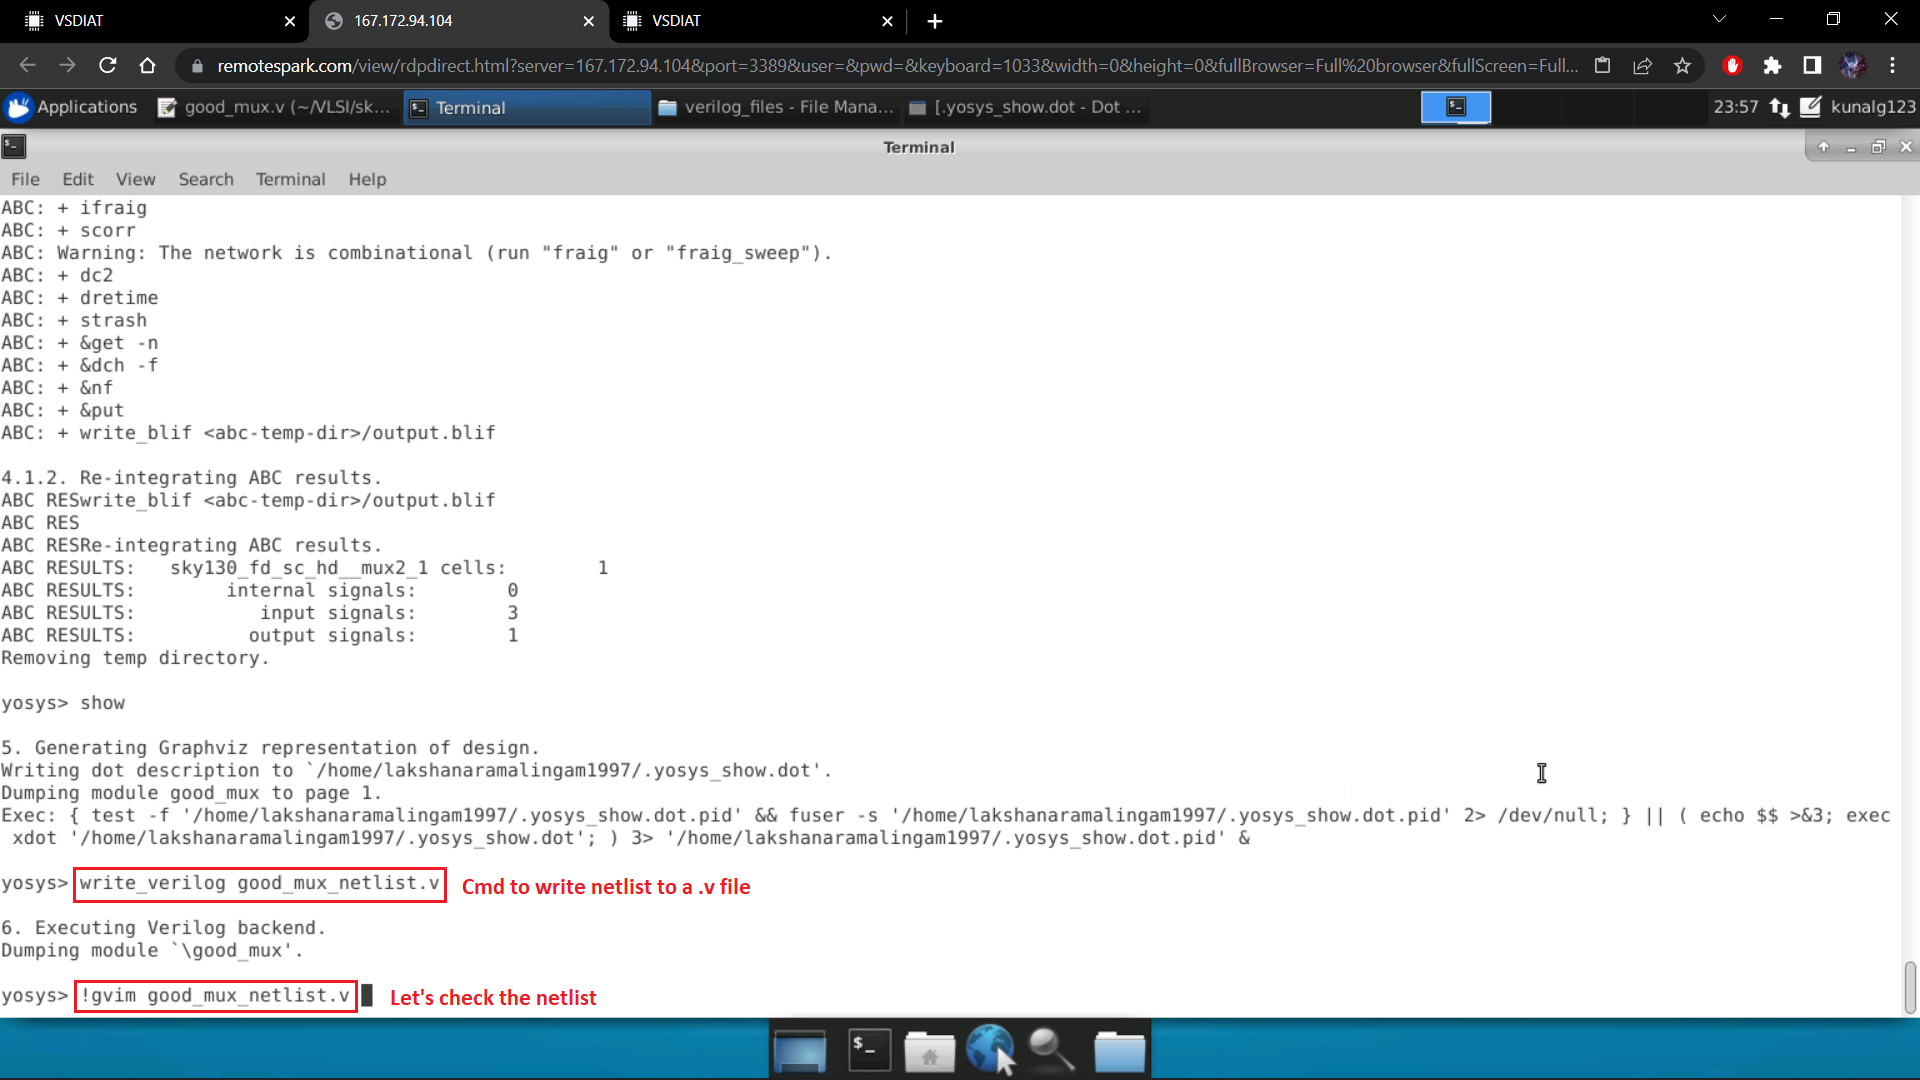 VSDIAT
167.172.94.104
VSDIAT
remotespark.com/view/rdpdirect.html?server=167.172.94.104&port=3389&user=&pwd=&keyboard=1033&width=0&height=0&fullBrowser=Full%20browser&fullScreen=Full...
Applications
good_mux.v (~/VLSI/sk...
Terminal
verilog_files - File Mana...
[.yosys_show.dot - Dot ...
23:57
kunalg123
Terminal
File Edit View Search Terminal Help
ABC: + ifraig
ABC: + scorr
ABC: Warning: The network is combinational (run "fraig" or "fraig_sweep").
ABC: + dc2
ABC: + dretime
ABC: + strash
ABC: + &get -n
ABC: + &dch -f
ABC: + &nf
ABC: + &put
ABC: + write_blif <abc-temp-dir>/output.blif
4.1.2. Re-integrating ABC results.
ABC RESwrite_blif <abc-temp-dir>/output.blif
ABC RES
ABC RESRe-integrating ABC results.
ABC RESULTS:   sky130_fd_sc_hd__mux2_1 cells:        1
ABC RESULTS:        internal signals:        0
ABC RESULTS:           input signals:        3
ABC RESULTS:          output signals:        1
Removing temp directory.
yosys> show
5. Generating Graphviz representation of design.
Writing dot description to `/home/lakshanaramalingam1997/.yosys_show.dot'.
Dumping module good_mux to page 1.
Exec: { test -f '/home/lakshanaramalingam1997/.yosys_show.dot.pid' && fuser -s '/home/lakshanaramalingam1997/.yosys_show.dot.pid' 2> /dev/null; } || ( echo $$ >&3; exec
xdot '/home/lakshanaramalingam1997/.yosys_show.dot'; ) 3> '/home/lakshanaramalingam1997/.yosys_show.dot.pid' &
yosys> write_verilog good_mux_netlist.v Cmd to write netlist to a .v file
6. Executing Verilog backend.
Dumping module `\good_mux'.
yosys> !gvim good_mux_netlist.v Let's check the netlist